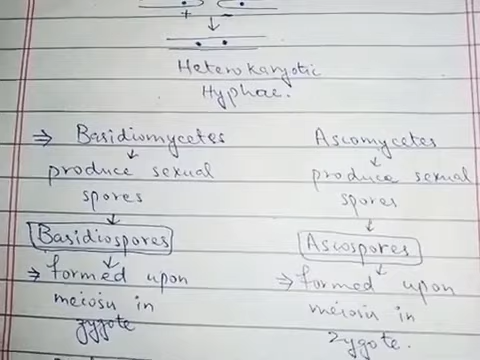 + -
Heterokaryotic
Hyphae.
⇒ Basidiomycetes
produce sexual
spores
Basidiospores
⇒ formed upon
meiosis in
zygote
Ascomycetes
produce sexual
spores
Ascospores
⇒ formed upon
meiosis in
zygote.